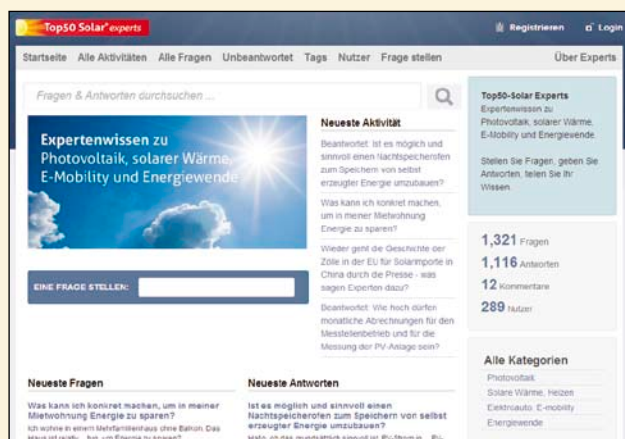 Top50 Solar experts
Registrieren
Login
Startseite Alle Aktivitäten Alle Fragen Unbeantwortet Tags Nutzer Frage stellen Über Experts
Fragen & Antworten durchsuchen ...
Expertenwissen zu
Photovoltaik, solarer Wärme,
E-Mobility und Energiewende
EINE FRAGE STELLEN:
Neueste Aktivität
Beantwortet: Ist es möglich und
sinnvoll einen Nachtspeicherofen
zum Speichern von selbst
erzeugter Energie umzubauen?
Was kann ich konkret machen,
um in meiner Mietwohnung
Energie zu sparen?
Wieder geht die Geschichte der
Zölle in der EU für Solarimporte in
China durch die Presse - was
sagen Experten dazu?
Beantwortet: Wie hoch dürfen
monatliche Abrechnungen für den
Messstellenbetrieb und für die
Messung der PV-Anlage sein?
Top50-Solar Experts
Expertenwissen zu
Photovoltaik, solarer Wärme,
E-Mobility und Energiewende.
Stellen Sie Fragen, geben Sie
Antworten, teilen Sie Ihr
Wissen.
1,321 Fragen
1,116 Antworten
12 Kommentare
289 Nutzer
Alle Kategorien
Photovoltaik
Solare Wärme, Heizen
Elektroauto, E-mobility
Energiewende
Neueste Fragen
Was kann ich konkret machen, um in meiner
Mietwohnung Energie zu sparen?
Ich wohne in einem Mehrfamilienhaus ohne Balkon. Das
Neueste Antworten
Ist es möglich und sinnvoll einen
Nachtspeicherofen zum Speichern von selbst
erzeugter Energie umzubauen?